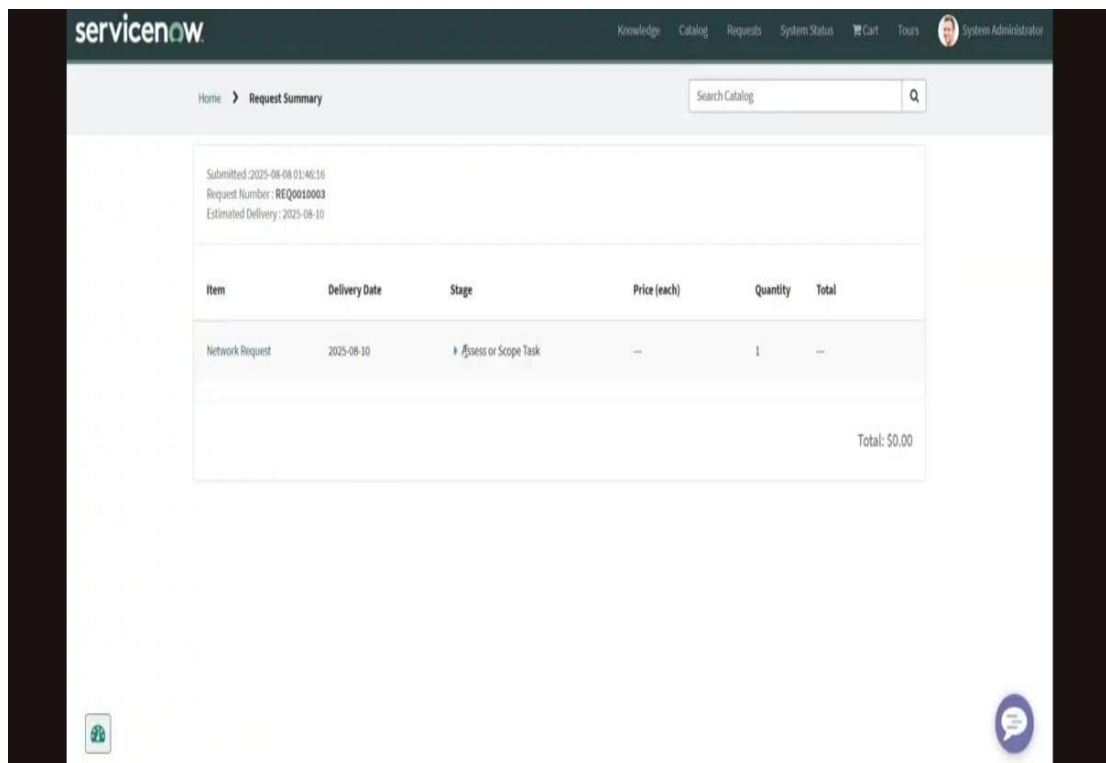 servicenow
Knowledge Catalog Requests System Status Cart Tours System Administrator
Home > Request Summary
Search Catalog
Submitted :2025-08-08 01:46:16
Request Number : REQ0010003
Estimated Delivery : 2025-08-10
Item Delivery Date Stage Price (each) Quantity Total
Network Request 2025-08-10 Assess or Scope Task --- 1 ---
Total: $0.00